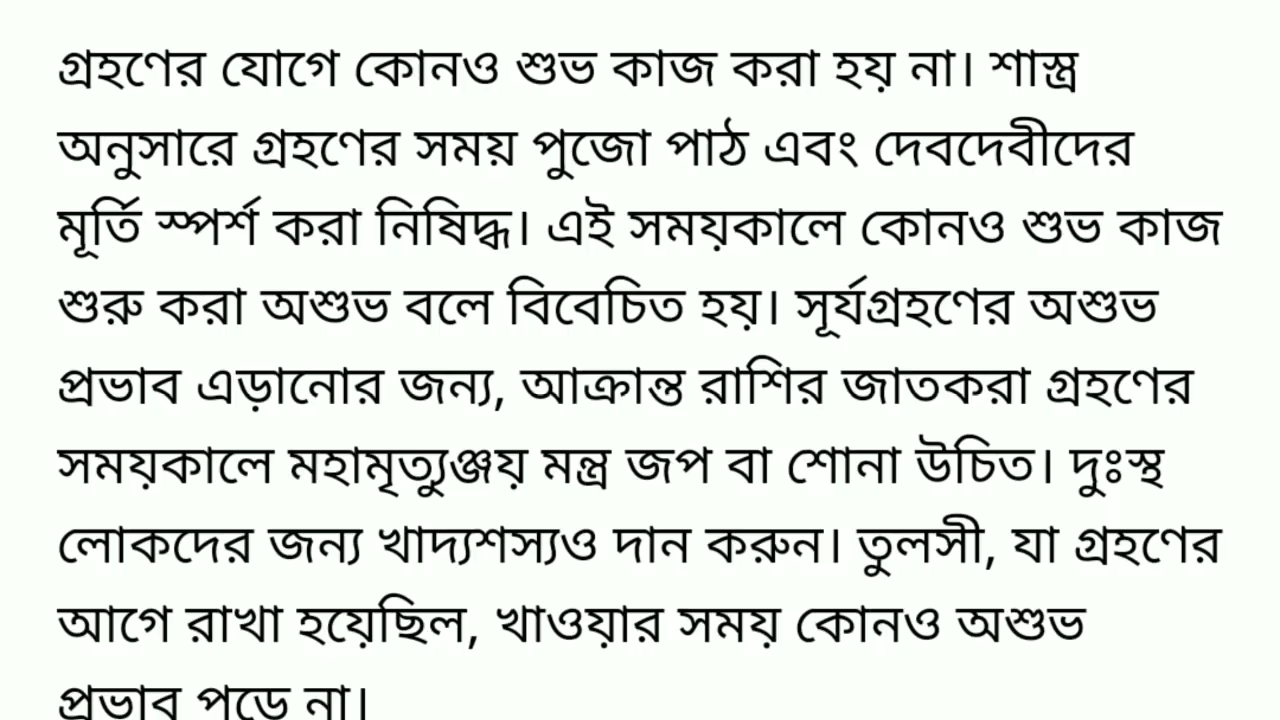 গ্রহণের যোগে কোনও শুভ কাজ করা হয় না। শাস্ত্র
অনুসারে গ্রহণের সময় পুজো পাঠ এবং দেবদেবীদের
মূর্তি স্পর্শ করা নিষিদ্ধ। এই সময়কালে কোনও শুভ কাজ
শুরু করা অশুভ বলে বিবেচিত হয়। সূর্যগ্রহণের অশুভ
প্রভাব এড়ানোর জন্য, আক্রান্ত রাশির জাতকরা গ্রহণের
সময়কালে মহামৃত্যুঞ্জয় মন্ত্র জপ বা শোনা উচিত। দুঃস্থ
লোকদের জন্য খাদ্যশস্যও দান করুন। তুলসী, যা গ্রহণের
আগে রাখা হয়েছিল, খাওয়ার সময় কোনও অশুভ
প্রভাব পড়ে না।